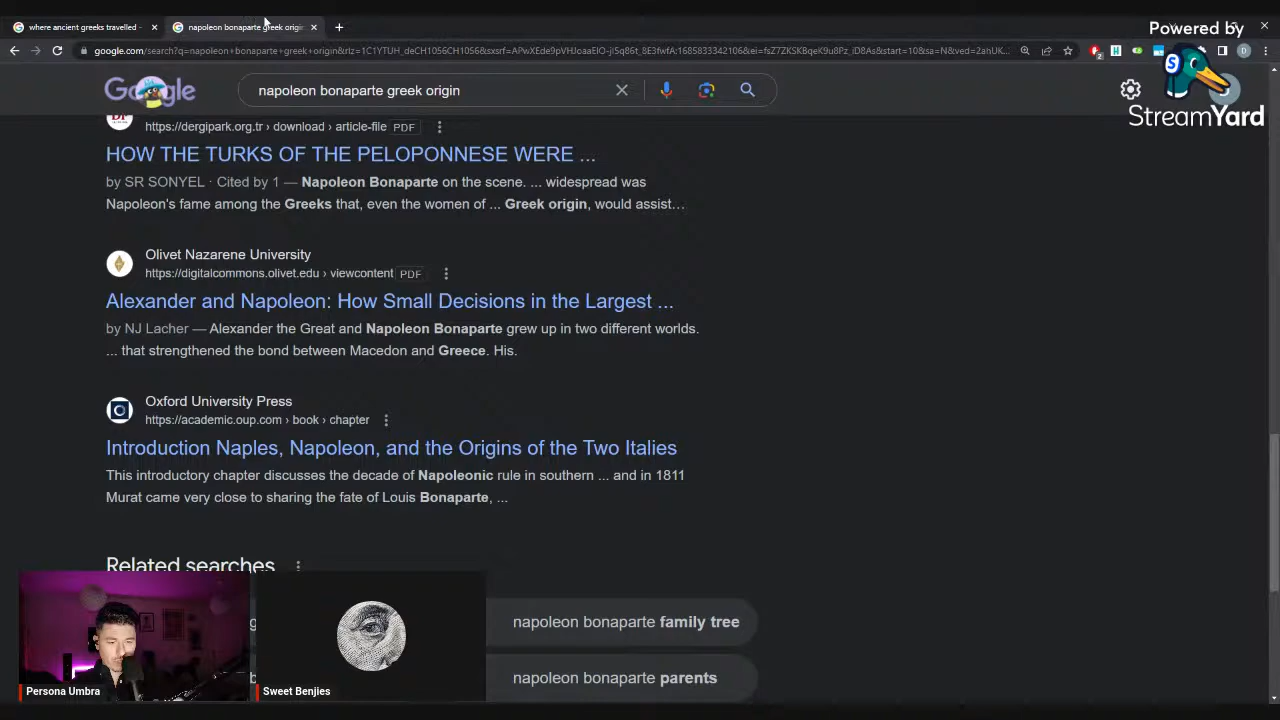 where ancient greeks travelled -
napoleon bonaparte greek origin
Powered by
StreamYard
Google
napoleon bonaparte greek origin
https://dergipark.org.tr › download › article-file PDF
HOW THE TURKS OF THE PELOPONNESE WERE ...
by SR SONYEL · Cited by 1 — Napoleon Bonaparte on the scene. ... widespread was
Napoleon's fame among the Greeks that, even the women of ... Greek origin, would assist…
Olivet Nazarene University
https://digitalcommons.olivet.edu › viewcontent PDF
Alexander and Napoleon: How Small Decisions in the Largest ...
by NJ Lacher — Alexander the Great and Napoleon Bonaparte grew up in two different worlds.
... that strengthened the bond between Macedon and Greece. His.
Oxford University Press
https://academic.oup.com › book › chapter
Introduction Naples, Napoleon, and the Origins of the Two Italies
This introductory chapter discusses the decade of Napoleonic rule in southern ... and in 1811
Murat came very close to sharing the fate of Louis Bonaparte, ...
Related searches
napoleon bonaparte family tree
napoleon bonaparte parents
Persona Umbra
Sweet Benjies